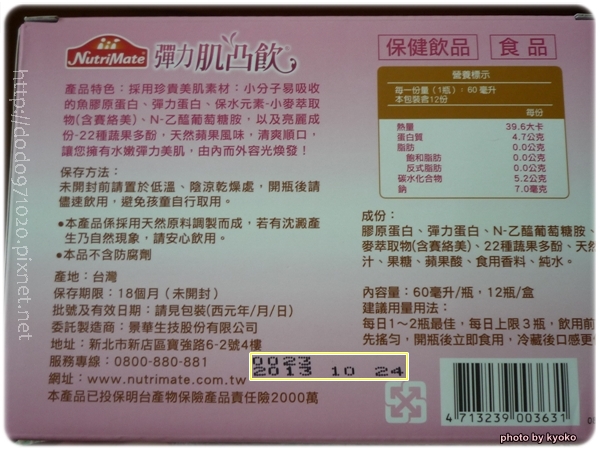 NutriMate
彈力肌凸飲®
保健飲品
食品
產品特色：採用珍貴美肌素材：小分子易吸收
的魚膠原蛋白、彈力蛋白、保水元素-小麥萃取
物(含賽絡美)、N-乙醯葡萄糖胺，以及亮麗成
份-22種蔬果多酚，天然蘋果風味，清爽順口，
讓您擁有水嫩彈力美肌，由內而外容光煥發！
保存方法：
未開封前請置於低溫、陰涼乾燥處，開瓶後請
儘速飲用，避免孩童自行取用。
●本產品係採用天然原料調製而成，若有沈澱產
生乃自然現象，請安心飲用。
●本品不含防腐劑
產地：台灣
保存期限：18個月（未開封）
批號及有效日期：請見包裝(西元年/月/日)
委託製造商：景華生技股份有限公司
地址：新北市新店區寶強路6-2號4樓
服務專線：0800-880-881
網址：www.nutrimate.com.tw
本產品已投保明台產物保險產品責任險2000萬
0023
2013 10 24
營養標示
每一份量（1瓶）：60毫升
本包裝含12份
每份
熱量 39.6大卡
蛋白質 4.7公克
脂肪 0.0公克
飽和脂肪 0.0公克
反式脂肪 0.0公克
碳水化合物 5.2公克
鈉 7.0毫克
成份：
膠原蛋白、彈力蛋白、N-乙醯葡萄糖胺、
麥萃取物(含賽絡美)、22種蔬果多酚、
汁、果糖、蘋果酸、食用香料、純水。
內容量：60毫升/瓶，12瓶/盒
建議用量用法：
每日1～2瓶最佳，每日上限3瓶，飲用前
先搖勻，開瓶後立即食用，冷藏後口感更
4 713239 003631
http://dodo971020.pixnet.net
photo by kyoko